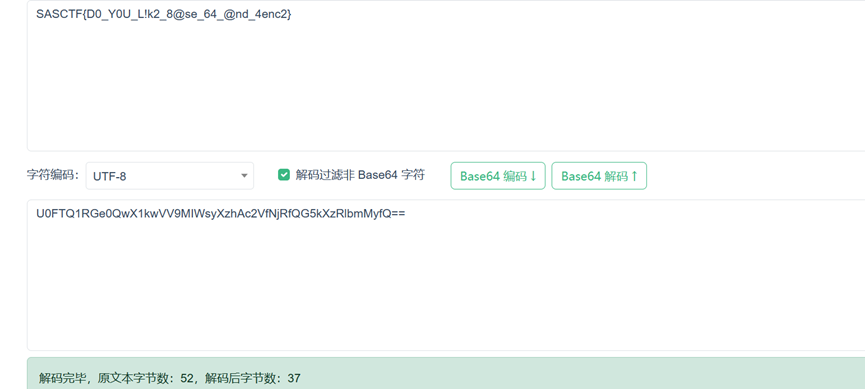 SASCTF{D0_Y0U_L!k2_8@se_64_@nd_4enc2}
字符编码： UTF-8 解码过滤非 Base64 字符 Base64 编码↓ Base64 解码↑
U0FTQ1RGe0QwX1kwVV9MIWsyXzhAc2VfNjRfQG5kXzRlbmMyfQ==
解码完毕，原文本字节数：52，解码后字节数：37